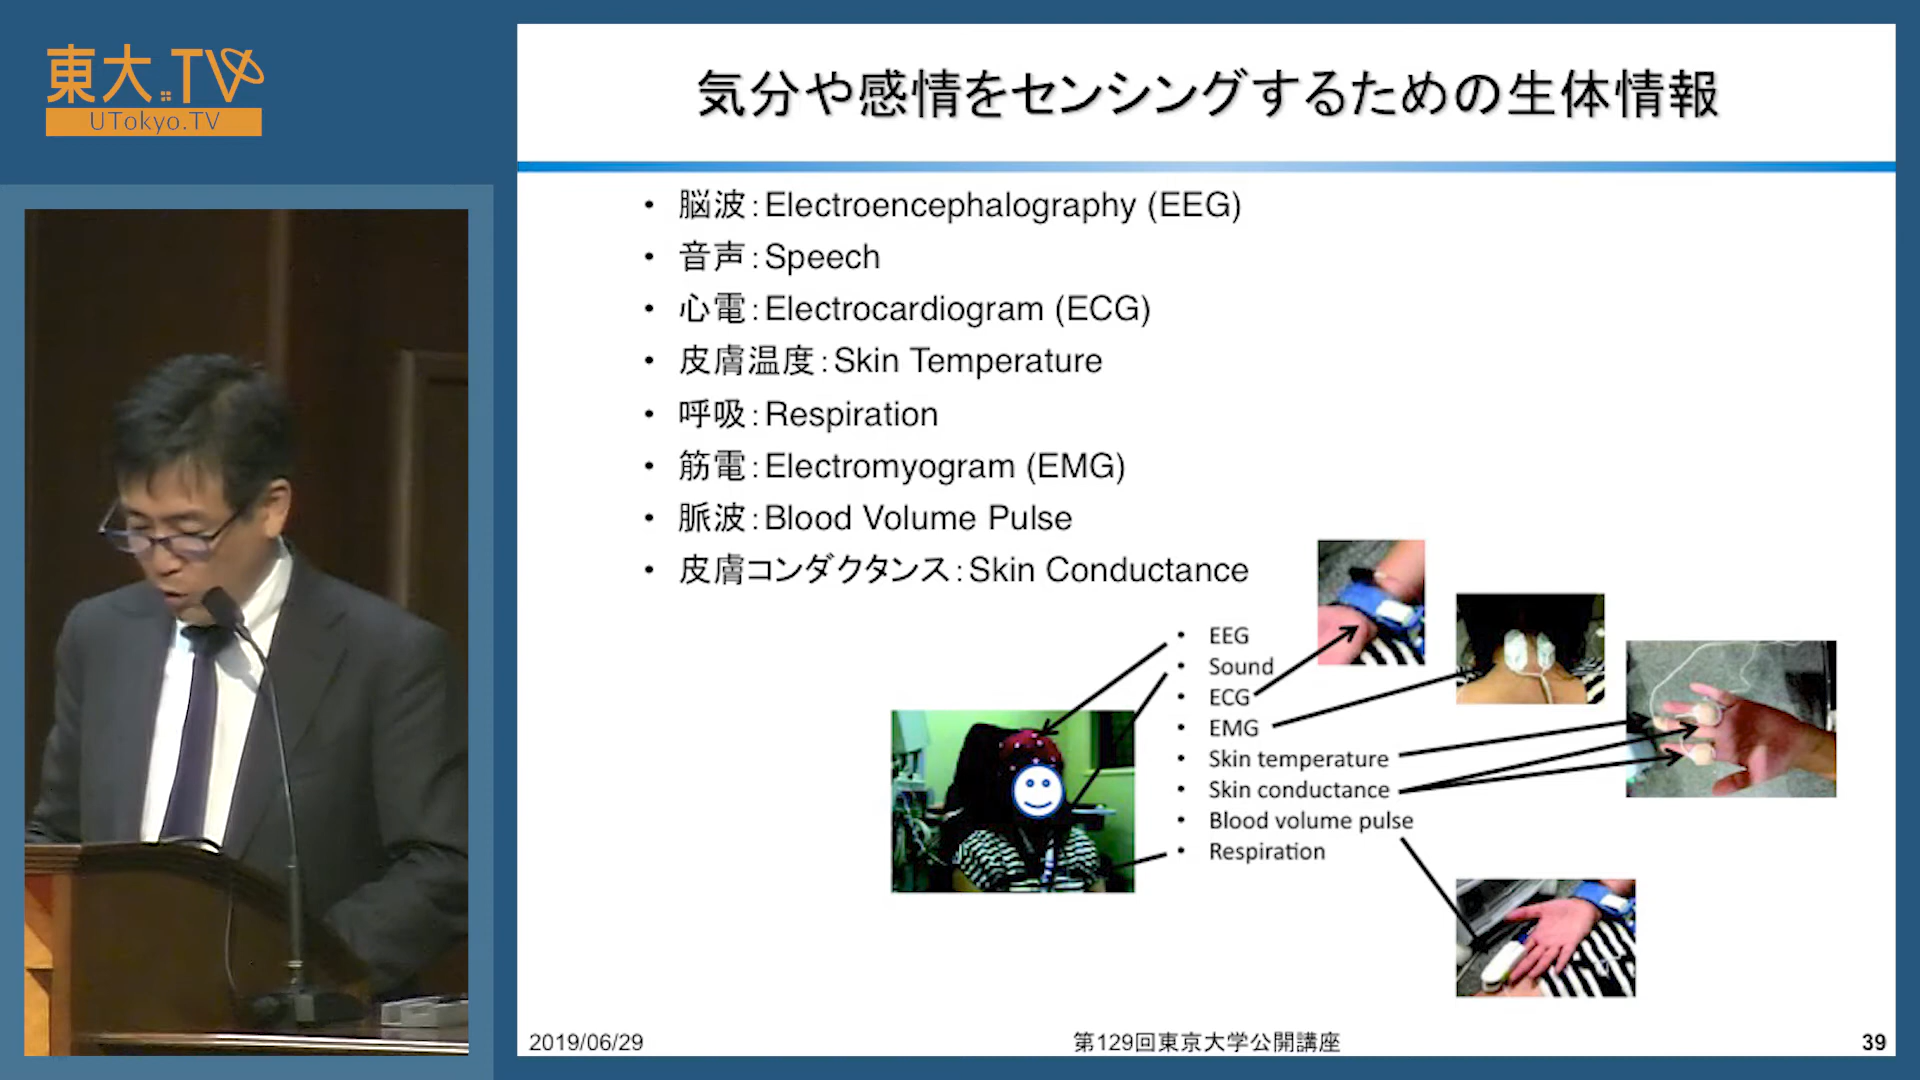 東大.TV
UTokyo.TV
気分や感情をセンシングするための生体情報
• 脳波：Electroencephalography (EEG)
• 音声：Speech
• 心電：Electrocardiogram (ECG)
• 皮膚温度：Skin Temperature
• 呼吸：Respiration
• 筋電：Electromyogram (EMG)
• 脈波：Blood Volume Pulse
• 皮膚コンダクタンス：Skin Conductance
• EEG
• Sound
• ECG
• EMG
• Skin temperature
• Skin conductance
• Blood volume pulse
• Respiration
2019/06/29
第129回東京大学公開講座
39